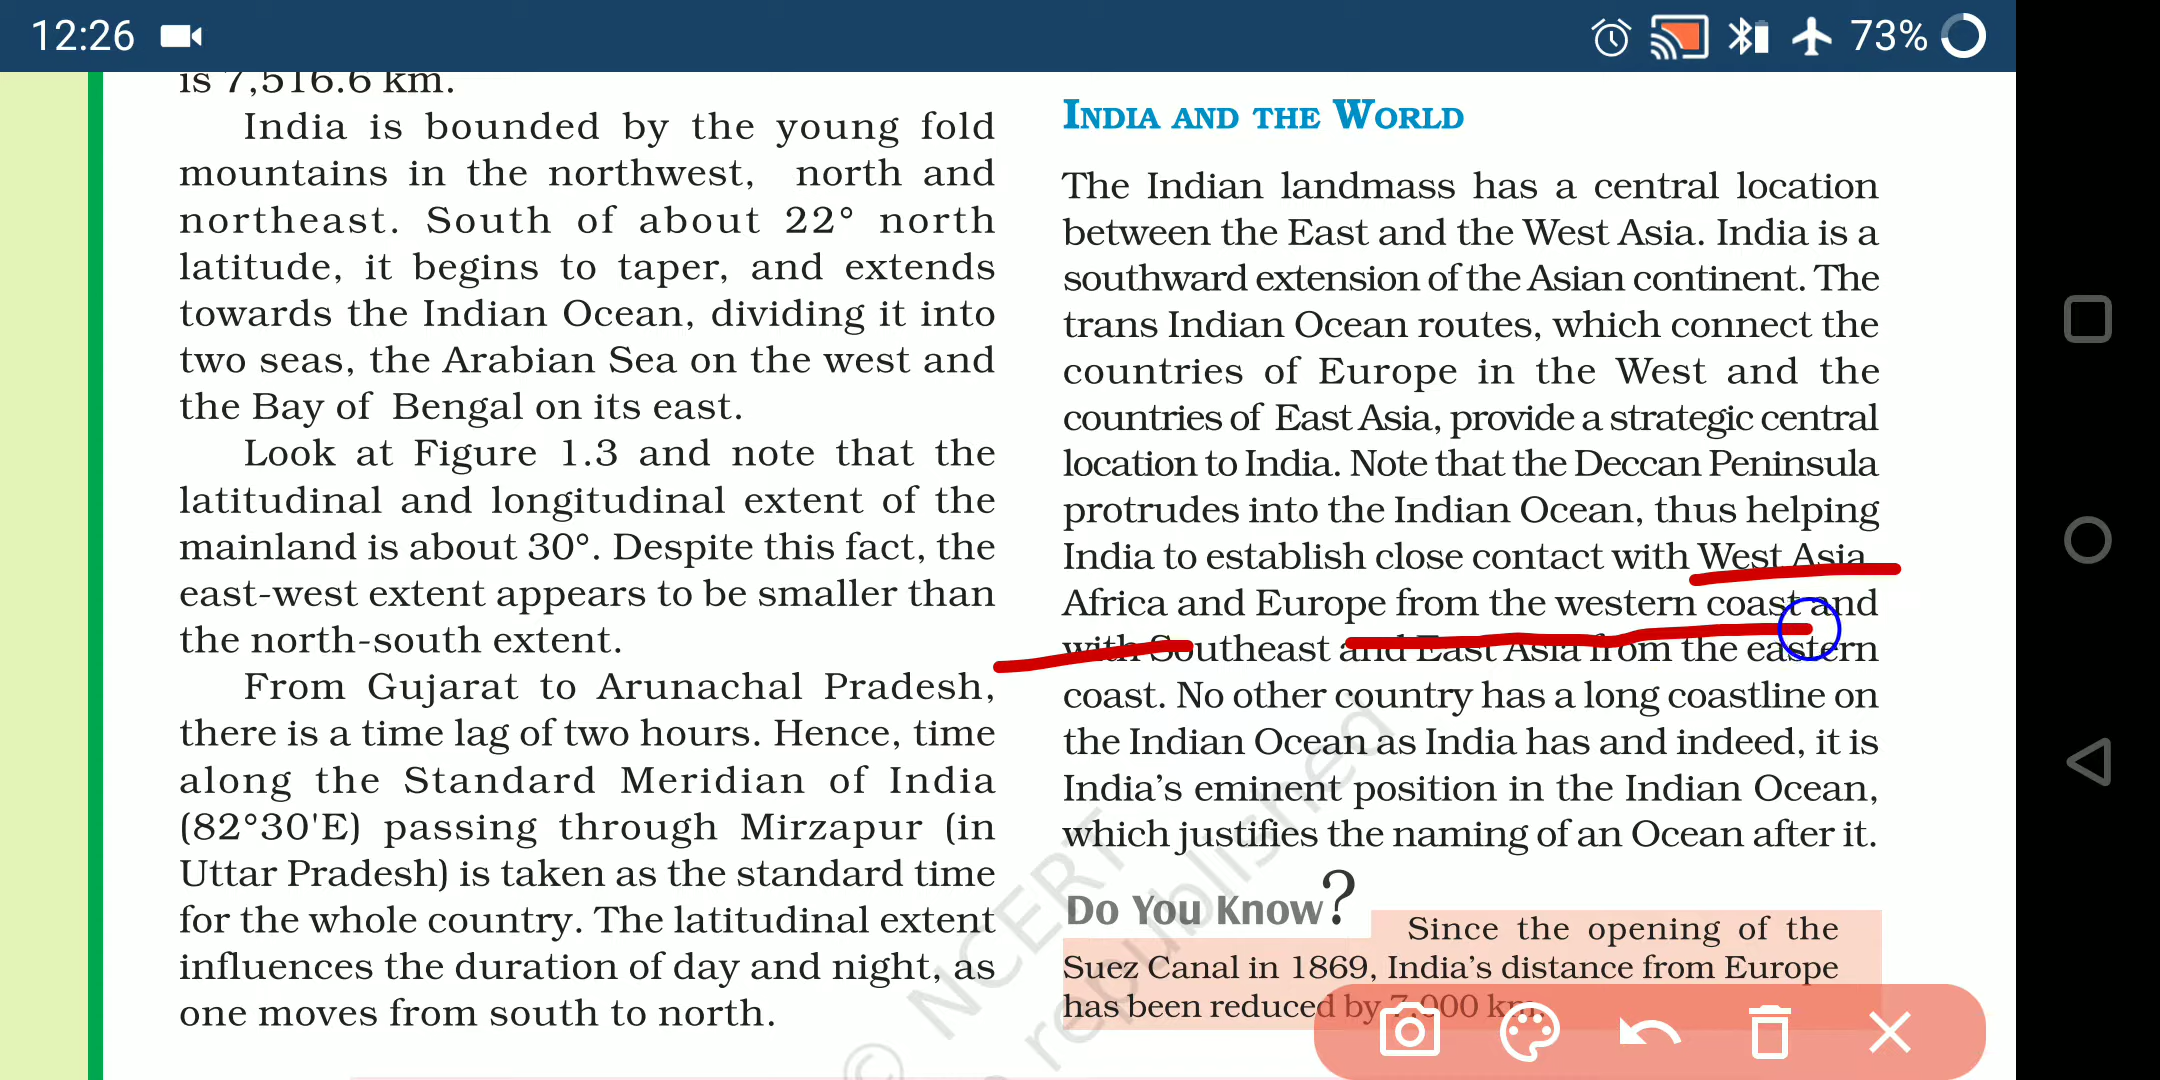 12:26
73%
is 7,516.6 km.
India is bounded by the young fold
mountains in the northwest, north and
northeast. South of about 22° north
latitude, it begins to taper, and extends
towards the Indian Ocean, dividing it into
two seas, the Arabian Sea on the west and
the Bay of Bengal on its east.
Look at Figure 1.3 and note that the
latitudinal and longitudinal extent of the
mainland is about 30°. Despite this fact, the
east-west extent appears to be smaller than
the north-south extent.
From Gujarat to Arunachal Pradesh,
there is a time lag of two hours. Hence, time
along the Standard Meridian of India
(82°30'E) passing through Mirzapur (in
Uttar Pradesh) is taken as the standard time
for the whole country. The latitudinal extent
influences the duration of day and night, as
one moves from south to north.
INDIA AND THE WORLD
The Indian landmass has a central location
between the East and the West Asia. India is a
southward extension of the Asian continent. The
trans Indian Ocean routes, which connect the
countries of Europe in the West and the
countries of East Asia, provide a strategic central
location to India. Note that the Deccan Peninsula
protrudes into the Indian Ocean, thus helping
India to establish close contact with West Asia
Africa and Europe from the western coast and
with Southeast and East Asia from the eastern
coast. No other country has a long coastline on
the Indian Ocean as India has and indeed, it is
India's eminent position in the Indian Ocean,
which justifies the naming of an Ocean after it.
Do You Know?
Since the opening of the
Suez Canal in 1869, India's distance from Europe
has been reduced by 7,000 km.
© NCERT
republished